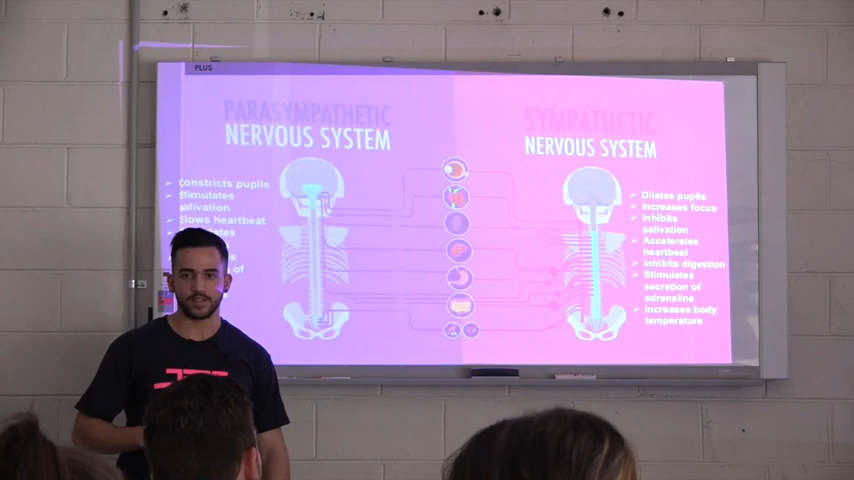 PLUS
PARASYMPATHETIC
NERVOUS SYSTEM
➢ Constricts pupils
➢ Stimulates
salivation
➢ Slows heartbeat
of
SYMPATHETIC
NERVOUS SYSTEM
➢ Dilates pupils
➢ Increases focus
➢ Inhibits
salivation
➢ Accelerates
heartbeat
➢ Inhibits digestion
➢ Stimulates
secretion of
adrenaline
➢ Increases body
temperature